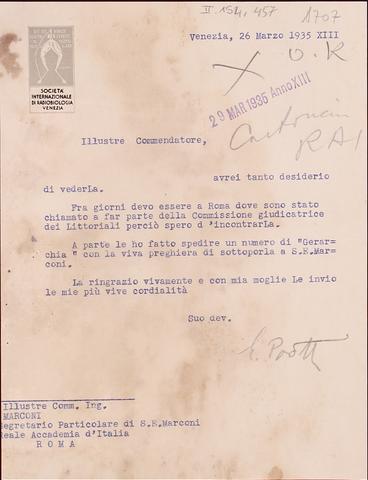 II. 154, 457
1707
Venezia, 26 Marzo 1935 XIII
X O.K
29 MAR 1935 Anno XIII
RAI
SOCIETÀ
INTERNAZIONALE
DI RADIOBIOLOGIA
VENEZIA
Illustre Commendatore,
avrei tanto desiderio
di vederLa.
Fra giorni devo essere a Roma dove sono stato
chiamato a far parte della Commissione giudicatrice
dei Littoriali perciò spero d'incontrarLa.
A parte le ho fatto spedire un numero di "Gerar=
chia " con la viva preghiera di sottoporla a S.E.Mar=
coni.
La ringrazio vivamente e con mia moglie Le invio
le mie più vive cordialità
Suo dev.
Illustre Comm. Ing.
MARCONI
egretario Particolare di S.E.Marconi
eale Accademia d'Italia
R O M A